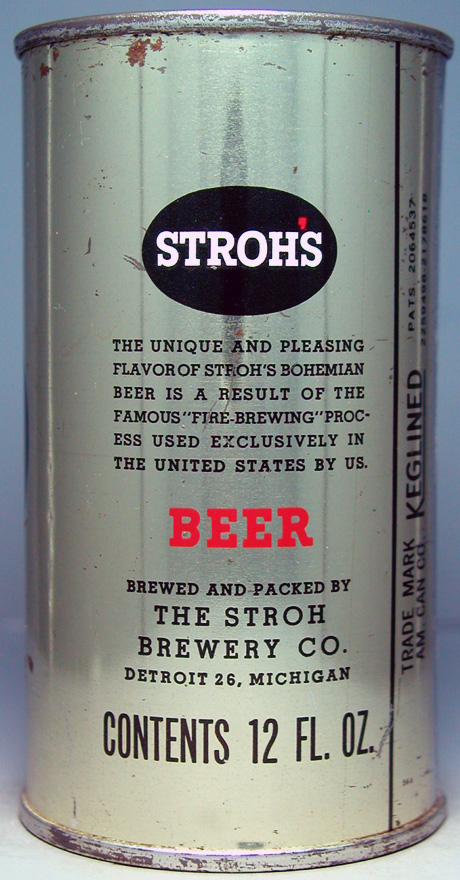 STROH'S
THE UNIQUE AND PLEASING
FLAVOR OF STROH'S BOHEMIAN
BEER IS A RESULT OF THE
FAMOUS "FIRE-BREWING" PROC-
ESS USED EXCLUSIVELY IN
THE UNITED STATES BY US.
BEER
BREWED AND PACKED BY
THE STROH
BREWERY CO.
DETROIT 26, MICHIGAN
CONTENTS 12 FL. OZ.
TRADE MARK KEGLINED PATS. 2064537-
AM. CAN CO. 2259498-2178618